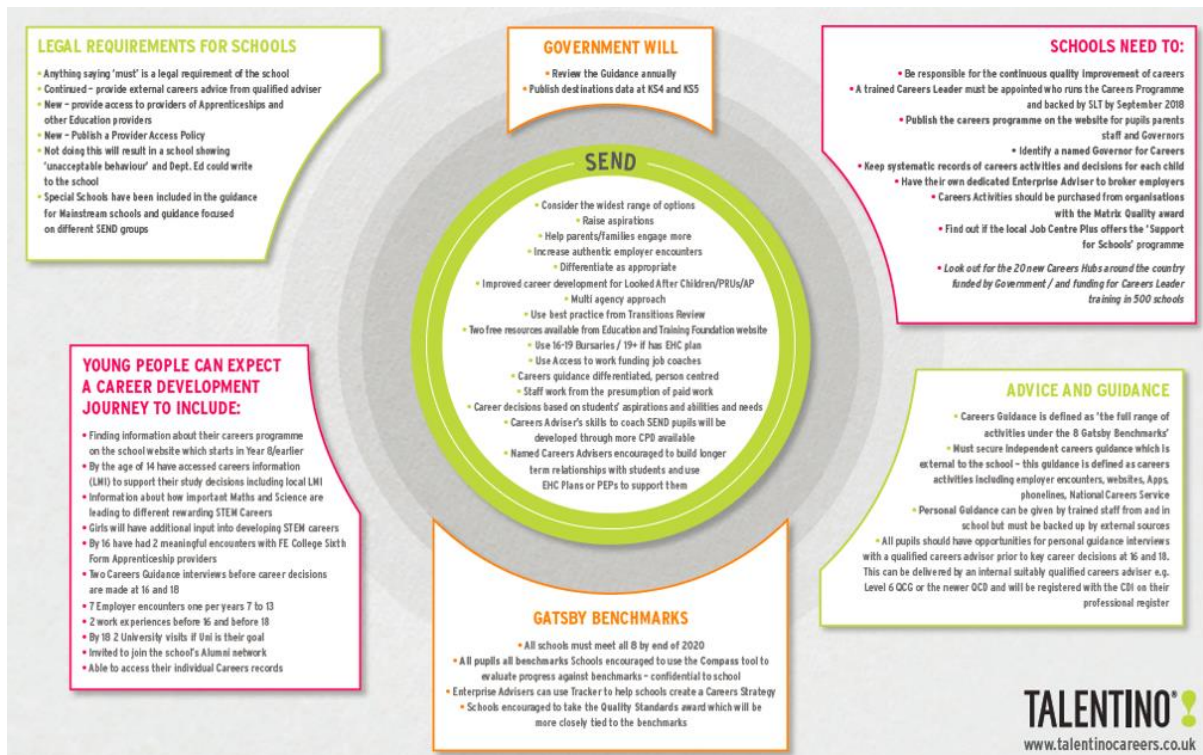 LEGAL REQUIREMENTS FOR SCHOOLS
• Anything saying 'must' is a legal requirement of the school
• Continued – provide external careers advice from qualified adviser
• New – provide access to providers of Apprenticeships and
other Education providers
• New – Publish a Provider Access Policy
• Not doing this will result in a school showing
'unacceptable behaviour' and Dept. Ed could write
to the school
• Special Schools have been included in the guidance
for Mainstream schools and guidance focused
on different SEND groups
GOVERNMENT WILL
• Review the Guidance annually
• Publish destinations data at KS4 and KS5
SCHOOLS NEED TO:
• Be responsible for the continuous quality improvement of careers
• A trained Careers Leader must be appointed who runs the Careers Programme
and backed by SLT by September 2018
• Publish the careers programme on the website for pupils parents
staff and Governors
• Identify a named Governor for Careers
• Keep systematic records of careers activities and decisions for each child
• Have their own dedicated Enterprise Adviser to broker employers
• Careers Activities should be purchased from organisations
with the Matrix Quality award
• Find out if the local Job Centre Plus offers the 'Support
for Schools' programme
• Look out for the 20 new Careers Hubs around the country
funded by Government / and funding for Careers Leader
training in 500 schools
SEND
• Consider the widest range of options
• Raise aspirations
• Help parents/families engage more
• Increase authentic employer encounters
• Differentiate as appropriate
• Improved career development for Looked After Children/PRUs/AP
• Multi agency approach
• Use best practice from Transitions Review
• Two free resources available from Education and Training Foundation website
• Use 16-19 Bursaries / 19+ if has EHC plan
• Use Access to work funding job coaches
• Careers guidance differentiated, person centred
• Staff work from the presumption of paid work
• Career decisions based on students' aspirations and abilities and needs
• Careers Adviser's skills to coach SEND pupils will be
developed through more CPD available
• Named Careers Advisers encouraged to build longer
term relationships with students and use
EHC Plans or PEPs to support them
YOUNG PEOPLE CAN EXPECT
A CAREER DEVELOPMENT
JOURNEY TO INCLUDE:
• Finding information about their careers programme
on the school website which starts in Year 8/earlier
• By the age of 14 have accessed careers information
(LMI) to support their study decisions including local LMI
• Information about how important Maths and Science are
leading to different rewarding STEM Careers
• Girls will have additional input into developing STEM careers
• By 16 have had 2 meaningful encounters with FE College Sixth
Form Apprenticeship providers
• Two Careers Guidance interviews before career decisions
are made at 16 and 18
• 7 Employer encounters one per years 7 to 13
• 2 work experiences before 16 and before 18
• By 18 2 University visits if Uni is their goal
• Invited to join the school's Alumni network
• Able to access their individual Careers records
GATSBY BENCHMARKS
• All schools must meet all 8 by end of 2020
• All pupils all benchmarks Schools encouraged to use the Compass tool to
evaluate progress against benchmarks – confidential to school
• Enterprise Advisers can use Tracker to help schools create a Careers Strategy
• Schools encouraged to take the Quality Standards award which will be
more closely tied to the benchmarks
ADVICE AND GUIDANCE
• Careers Guidance is defined as 'the full range of
activities under the 8 Gatsby Benchmarks'
• Must secure independent careers guidance which is
external to the school – this guidance is defined as careers
activities including employer encounters, websites, Apps,
phonelines, National Careers Service
• Personal Guidance can be given by trained staff from and in
school but must be backed up by external sources
• All pupils should have opportunities for personal guidance interviews
with a qualified careers advisor prior to key career decisions at 16 and 18.
This can be delivered by an internal suitably qualified careers adviser e.g.
Level 6 QCG or the newer QCD and will be registered with the CDI on their
professional register
TALENTINO®!
www.talentinocareers.co.uk